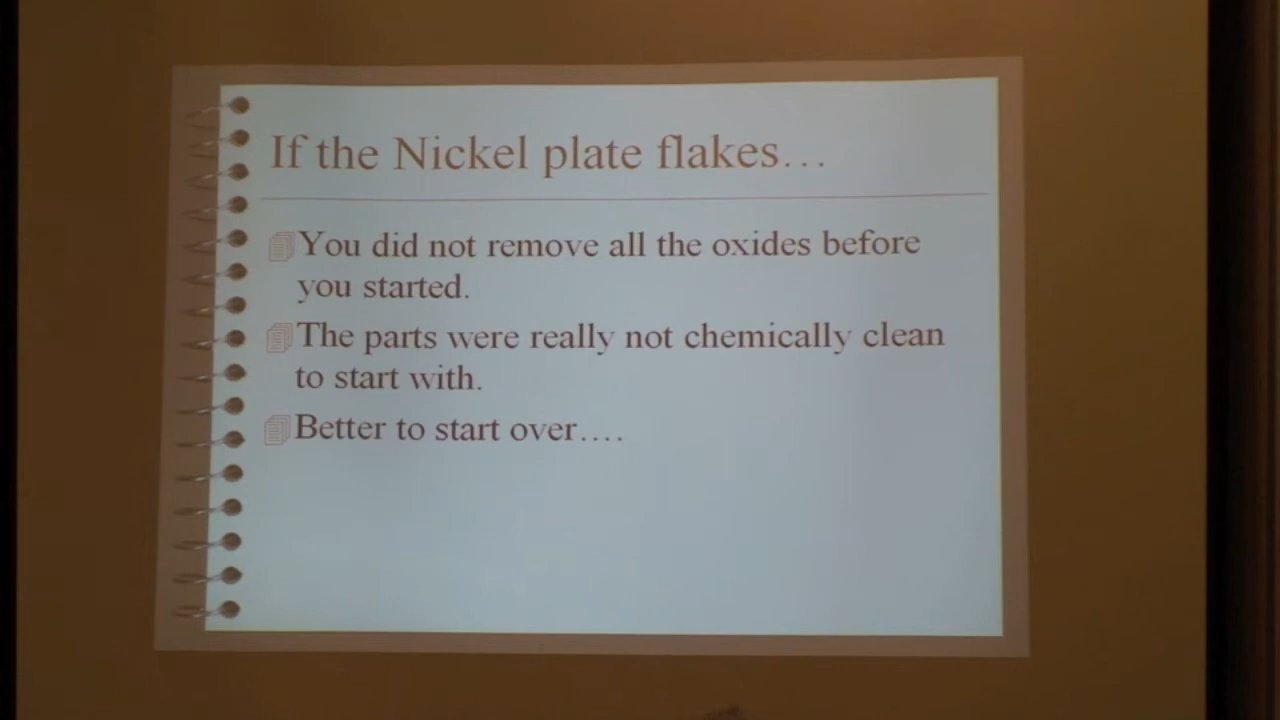 If the Nickel plate flakes...
You did not remove all the oxides before
you started.
The parts were really not chemically clean
to start with.
Better to start over....